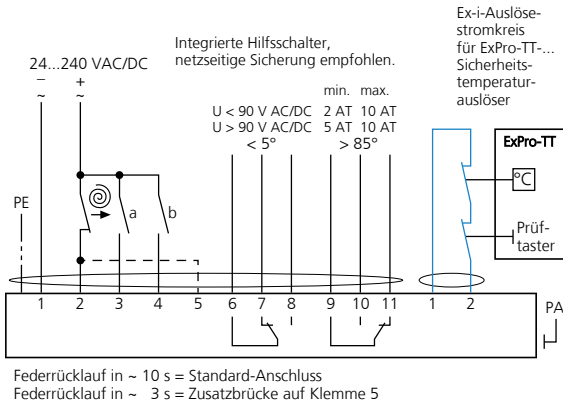 Ex-i-Auslöse-
stromkreis
für ExPro-TT-...
Sicherheits-
temperatur-
auslöser
Integrierte Hilfsschalter,
netzseitige Sicherung empfohlen.
24...240 VAC/DC
– +
~ ~
min. max.
U < 90 V AC/DC 2 AT 10 AT
U > 90 V AC/DC 5 AT 10 AT
< 5° > 85°
ExPro-TT
°C
PE
a b
Prüf-
taster
1 2 3 4 5 6 7 8 9 10 11 1 2
PA
Federrücklauf in ~ 10 s = Standard-Anschluss
Federrücklauf in ~ 3 s = Zusatzbrücke auf Klemme 5